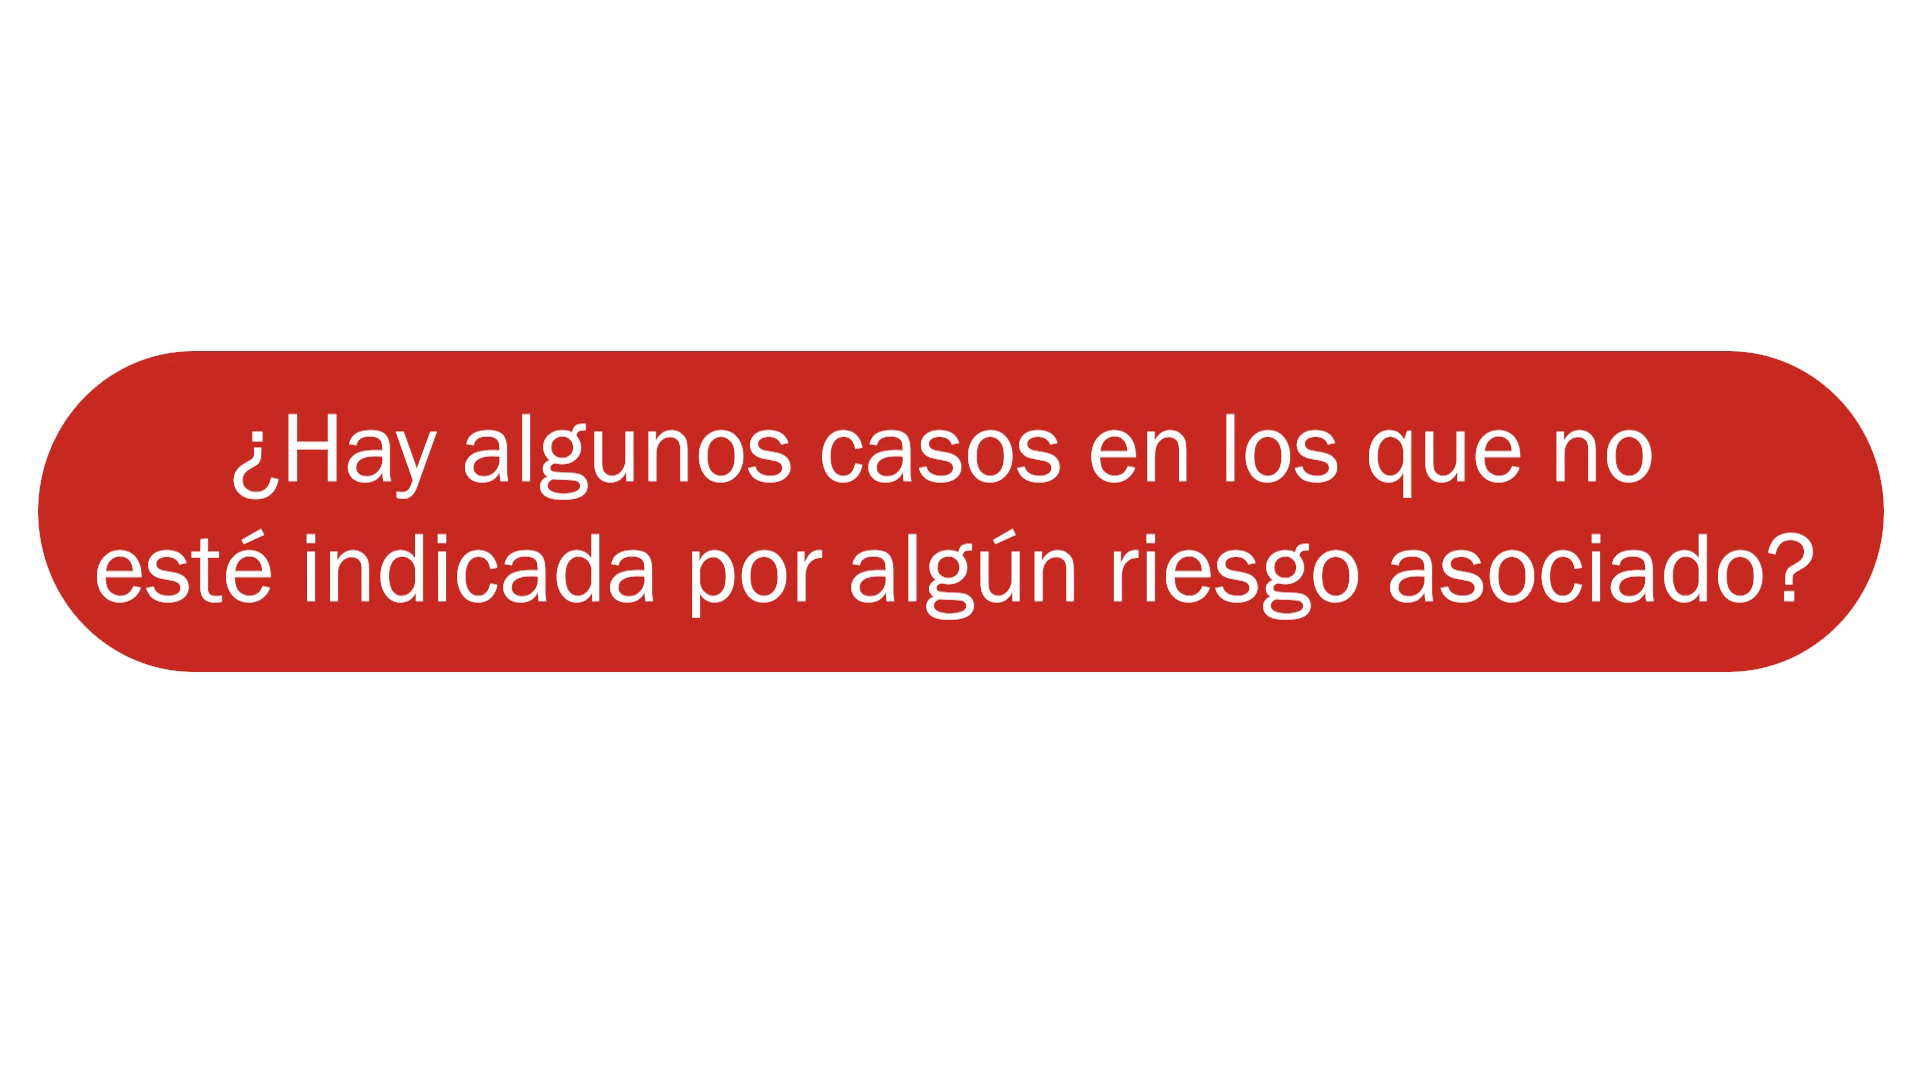 ¿Hay algunos casos en los que no
esté indicada por algún riesgo asociado?